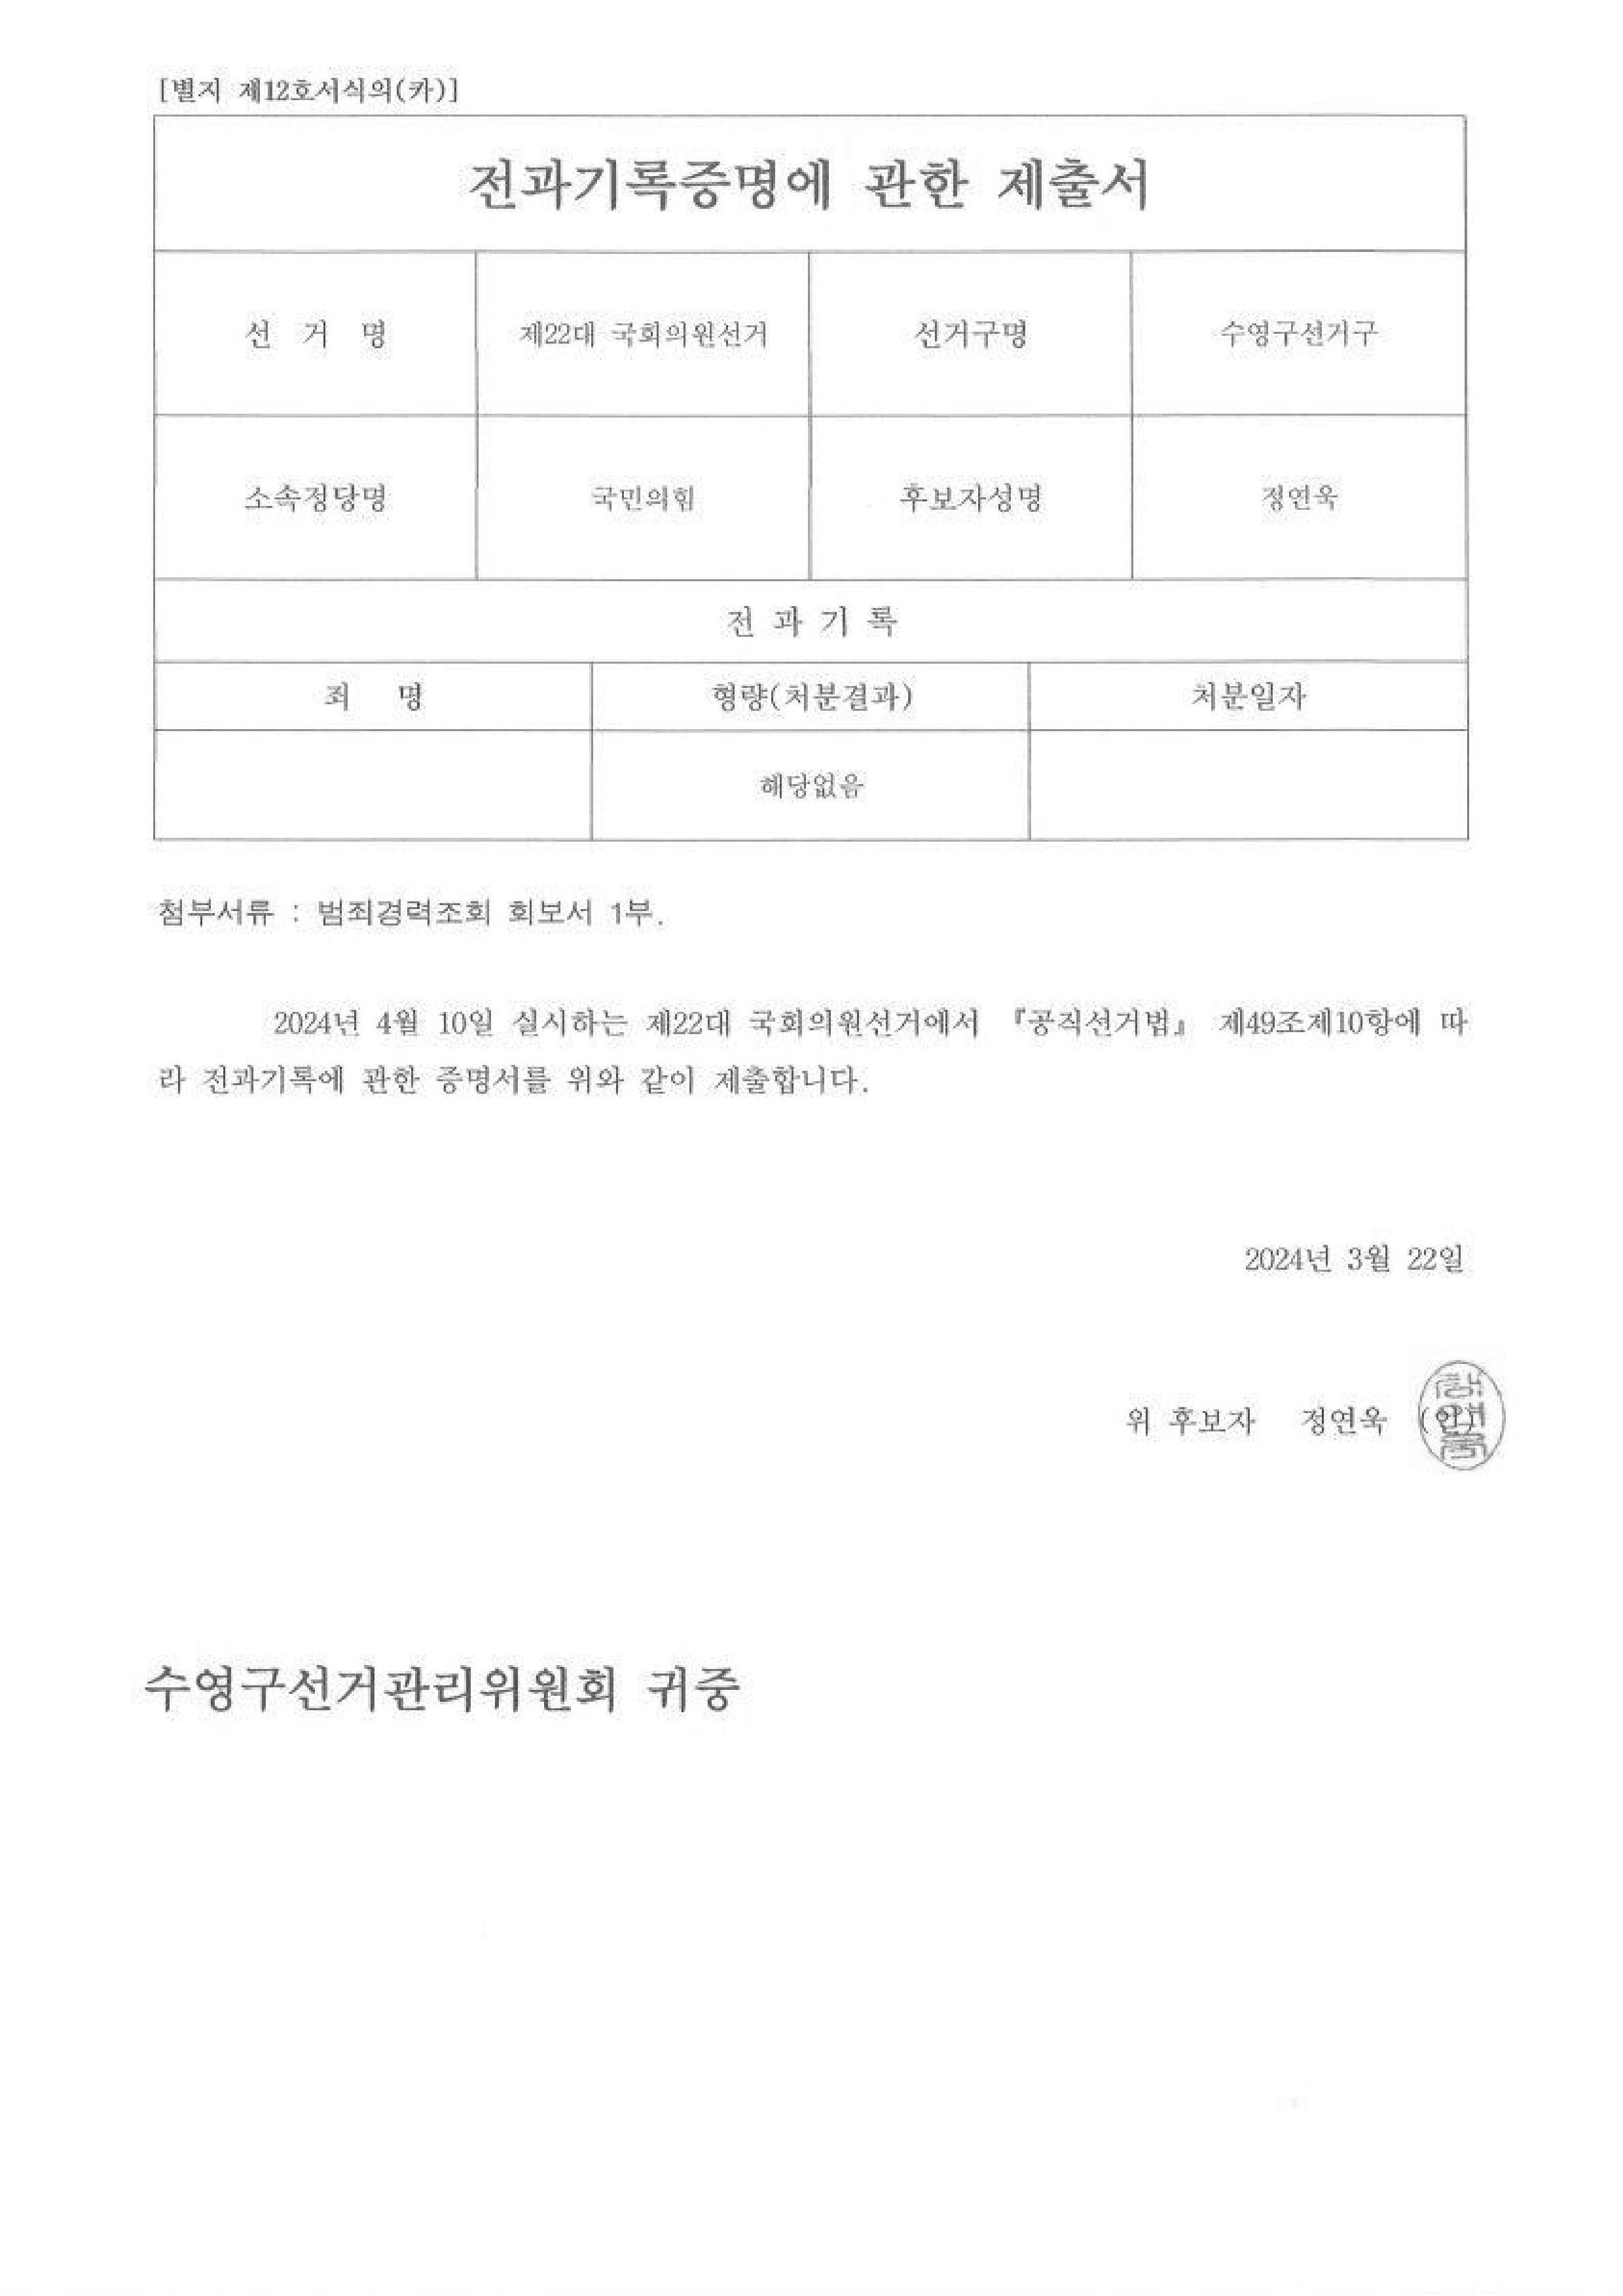 [별지 제12호서식의(카)]
전과기록증명에 관한 제출서
선 거 명 제22대 국회의원선거 선거구명 수영구선거구
소속정당명 국민의힘 후보자성명 정연욱
전 과 기 록
죄 명 형량(처분결과) 처분일자
해당없음
첨부서류 : 범죄경력조회 회보서 1부.
2024년 4월 10일 실시하는 제22대 국회의원선거에서 『공직선거법』 제49조제10항에 따
라 전과기록에 관한 증명서를 위와 같이 제출합니다.
2024년 3월 22일
위 후보자 정연욱 (인)
수영구선거관리위원회 귀중